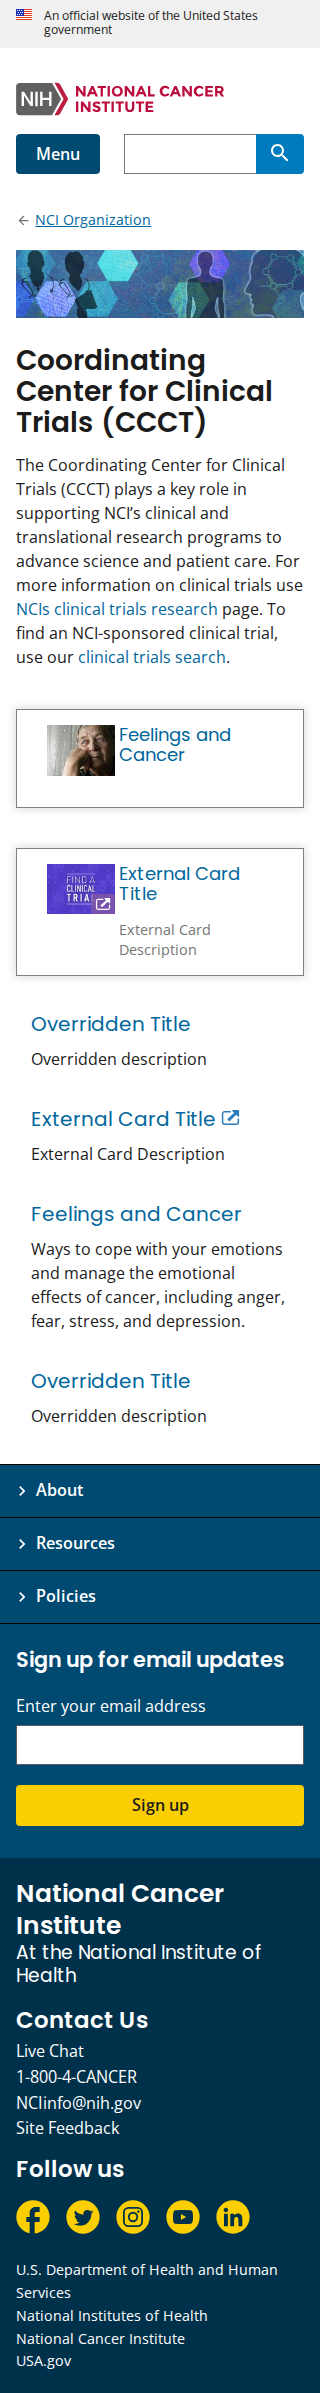 An official website of the United States
government
NIH NATIONAL CANCER
INSTITUTE
Menu
← NCI Organization
Coordinating
Center for Clinical
Trials (CCCT)
The Coordinating Center for Clinical
Trials (CCCT) plays a key role in
supporting NCI’s clinical and
translational research programs to
advance science and patient care. For
more information on clinical trials use
NCIs clinical trials research page. To
find an NCI-sponsored clinical trial,
use our clinical trials search.
Feelings and
Cancer
FIND A
CLINICAL
TRIAL
External Card
Title
External Card
Description
Overridden Title
Overridden description
External Card Title
External Card Description
Feelings and Cancer
Ways to cope with your emotions
and manage the emotional
effects of cancer, including anger,
fear, stress, and depression.
Overridden Title
Overridden description
About
Resources
Policies
Sign up for email updates
Enter your email address
Sign up
National Cancer
Institute
At the National Institute of
Health
Contact Us
Live Chat
1-800-4-CANCER
NCIinfo@nih.gov
Site Feedback
Follow us
U.S. Department of Health and Human
Services
National Institutes of Health
National Cancer Institute
USA.gov